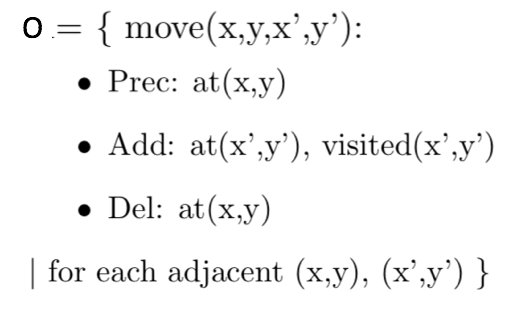 O := { move(x,y,x',y'):
• Prec: at(x,y)
• Add: at(x',y'), visited(x',y')
• Del: at(x,y)
| for each adjacent (x,y), (x',y') }